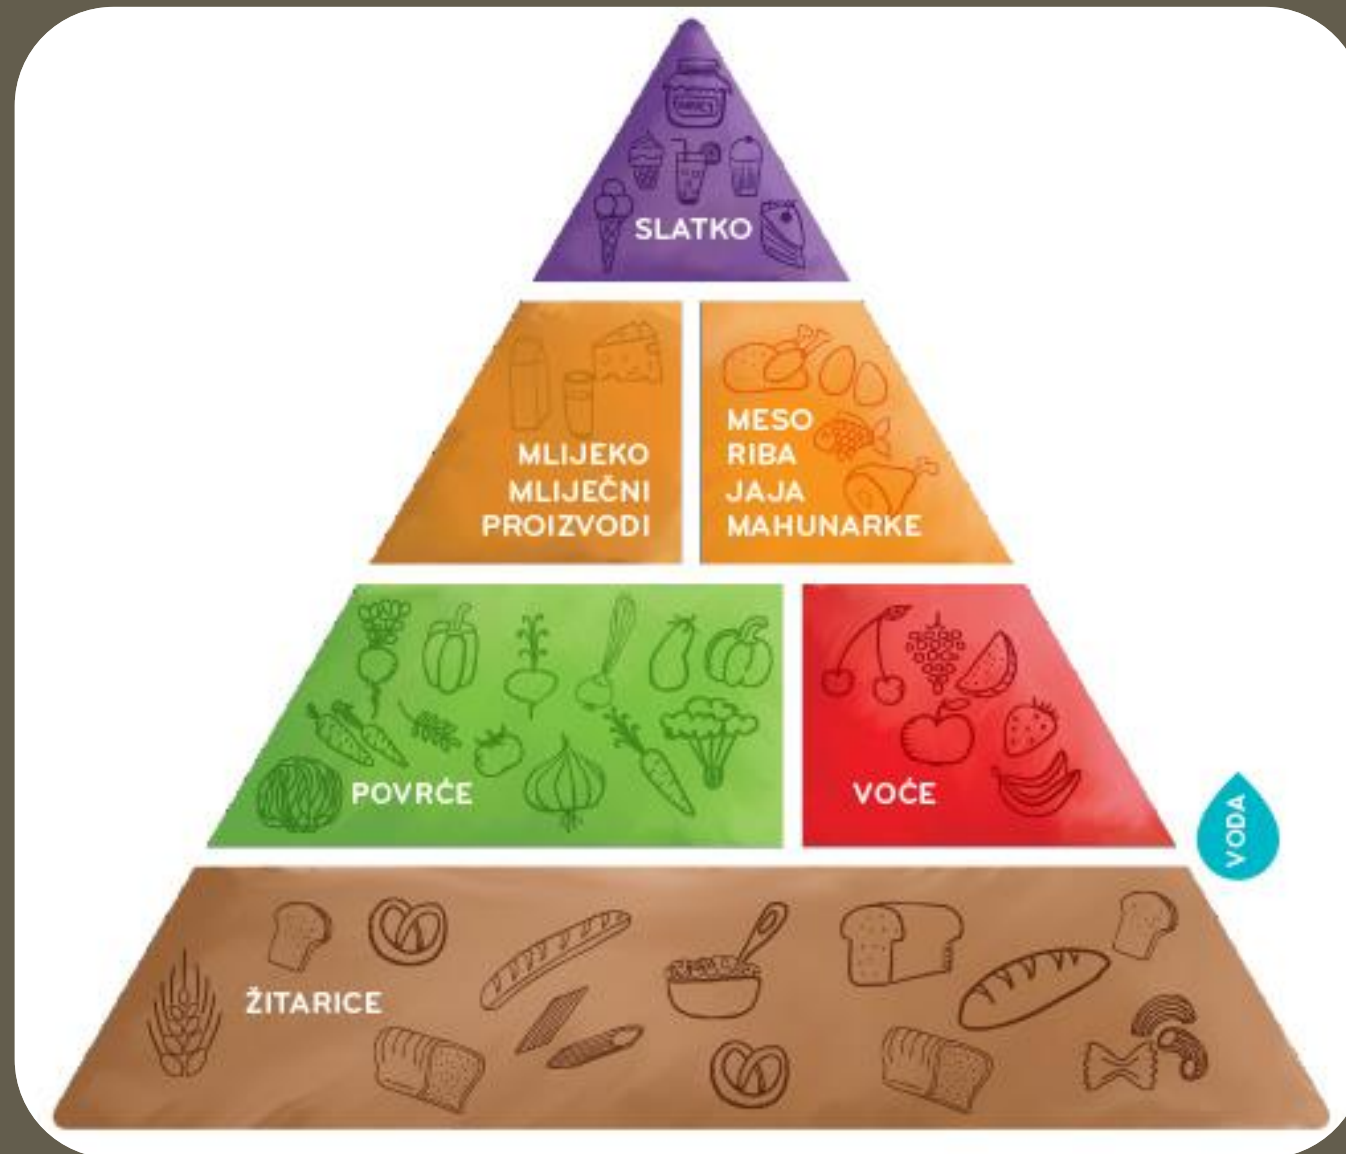 SLATKO
MLIJEKO
MLIJEČNI
PROIZVODI
MESO
RIBA
JAJA
MAHUNARKE
POVRĆE
VOĆE
VODA
ŽITARICE